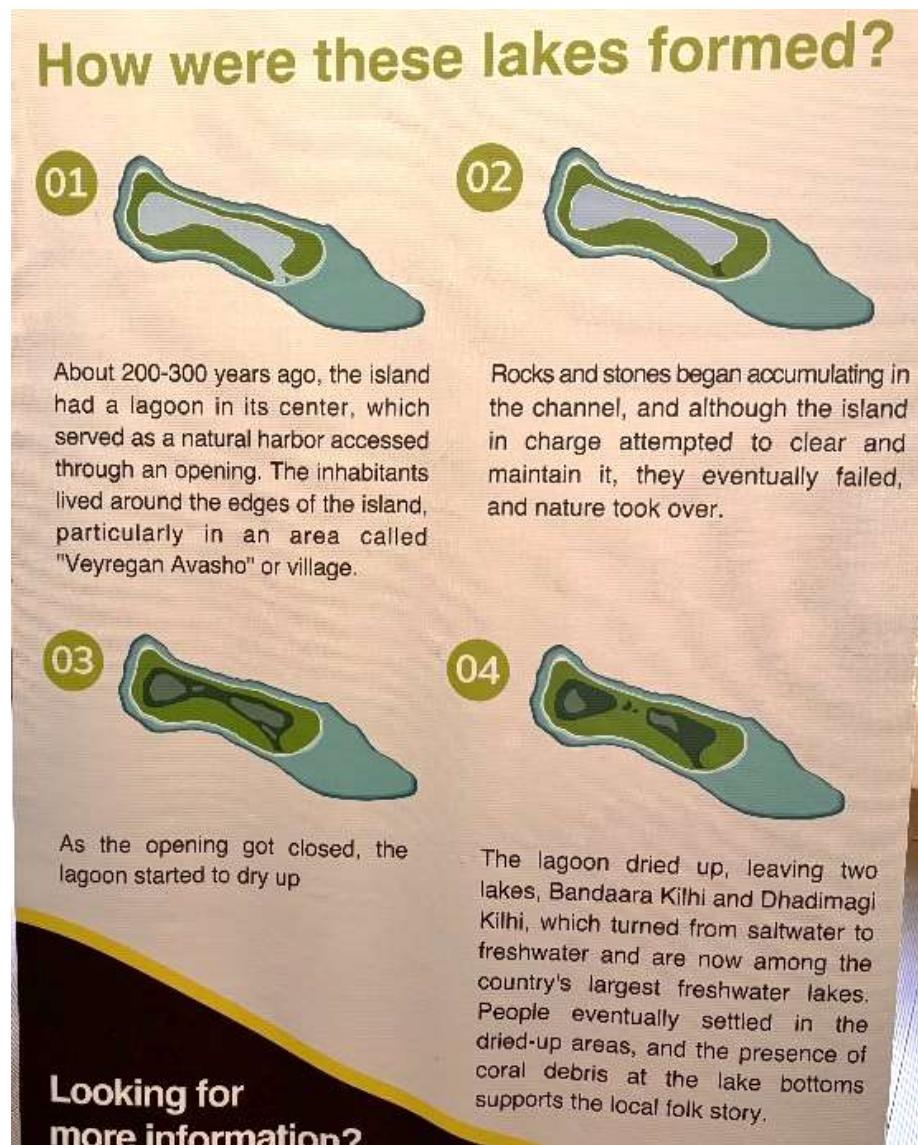 How were these lakes formed?
01
About 200-300 years ago, the island
had a lagoon in its center, which
served as a natural harbor accessed
through an opening. The inhabitants
lived around the edges of the island,
particularly in an area called
"Veyregan Avasho" or village.
02
Rocks and stones began accumulating in
the channel, and although the island
in charge attempted to clear and
maintain it, they eventually failed,
and nature took over.
03
As the opening got closed, the
lagoon started to dry up
04
The lagoon dried up, leaving two
lakes, Bandaara Kilhi and Dhadimagi
Kilhi, which turned from saltwater to
freshwater and are now among the
country's largest freshwater lakes.
People eventually settled in the
dried-up areas, and the presence of
coral debris at the lake bottoms
supports the local folk story.
Looking for
more information?